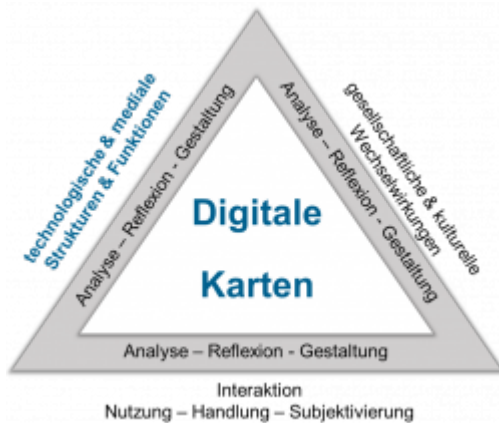 technologische & mediale
Strukturen & Funktionen
Analyse – Reflexion - Gestaltung
gesellschaftliche & kulturelle
Wechselwirkungen
Analyse – Reflexion - Gestaltung
Digitale
Karten
Analyse – Reflexion - Gestaltung
Interaktion
Nutzung – Handlung – Subjektivierung